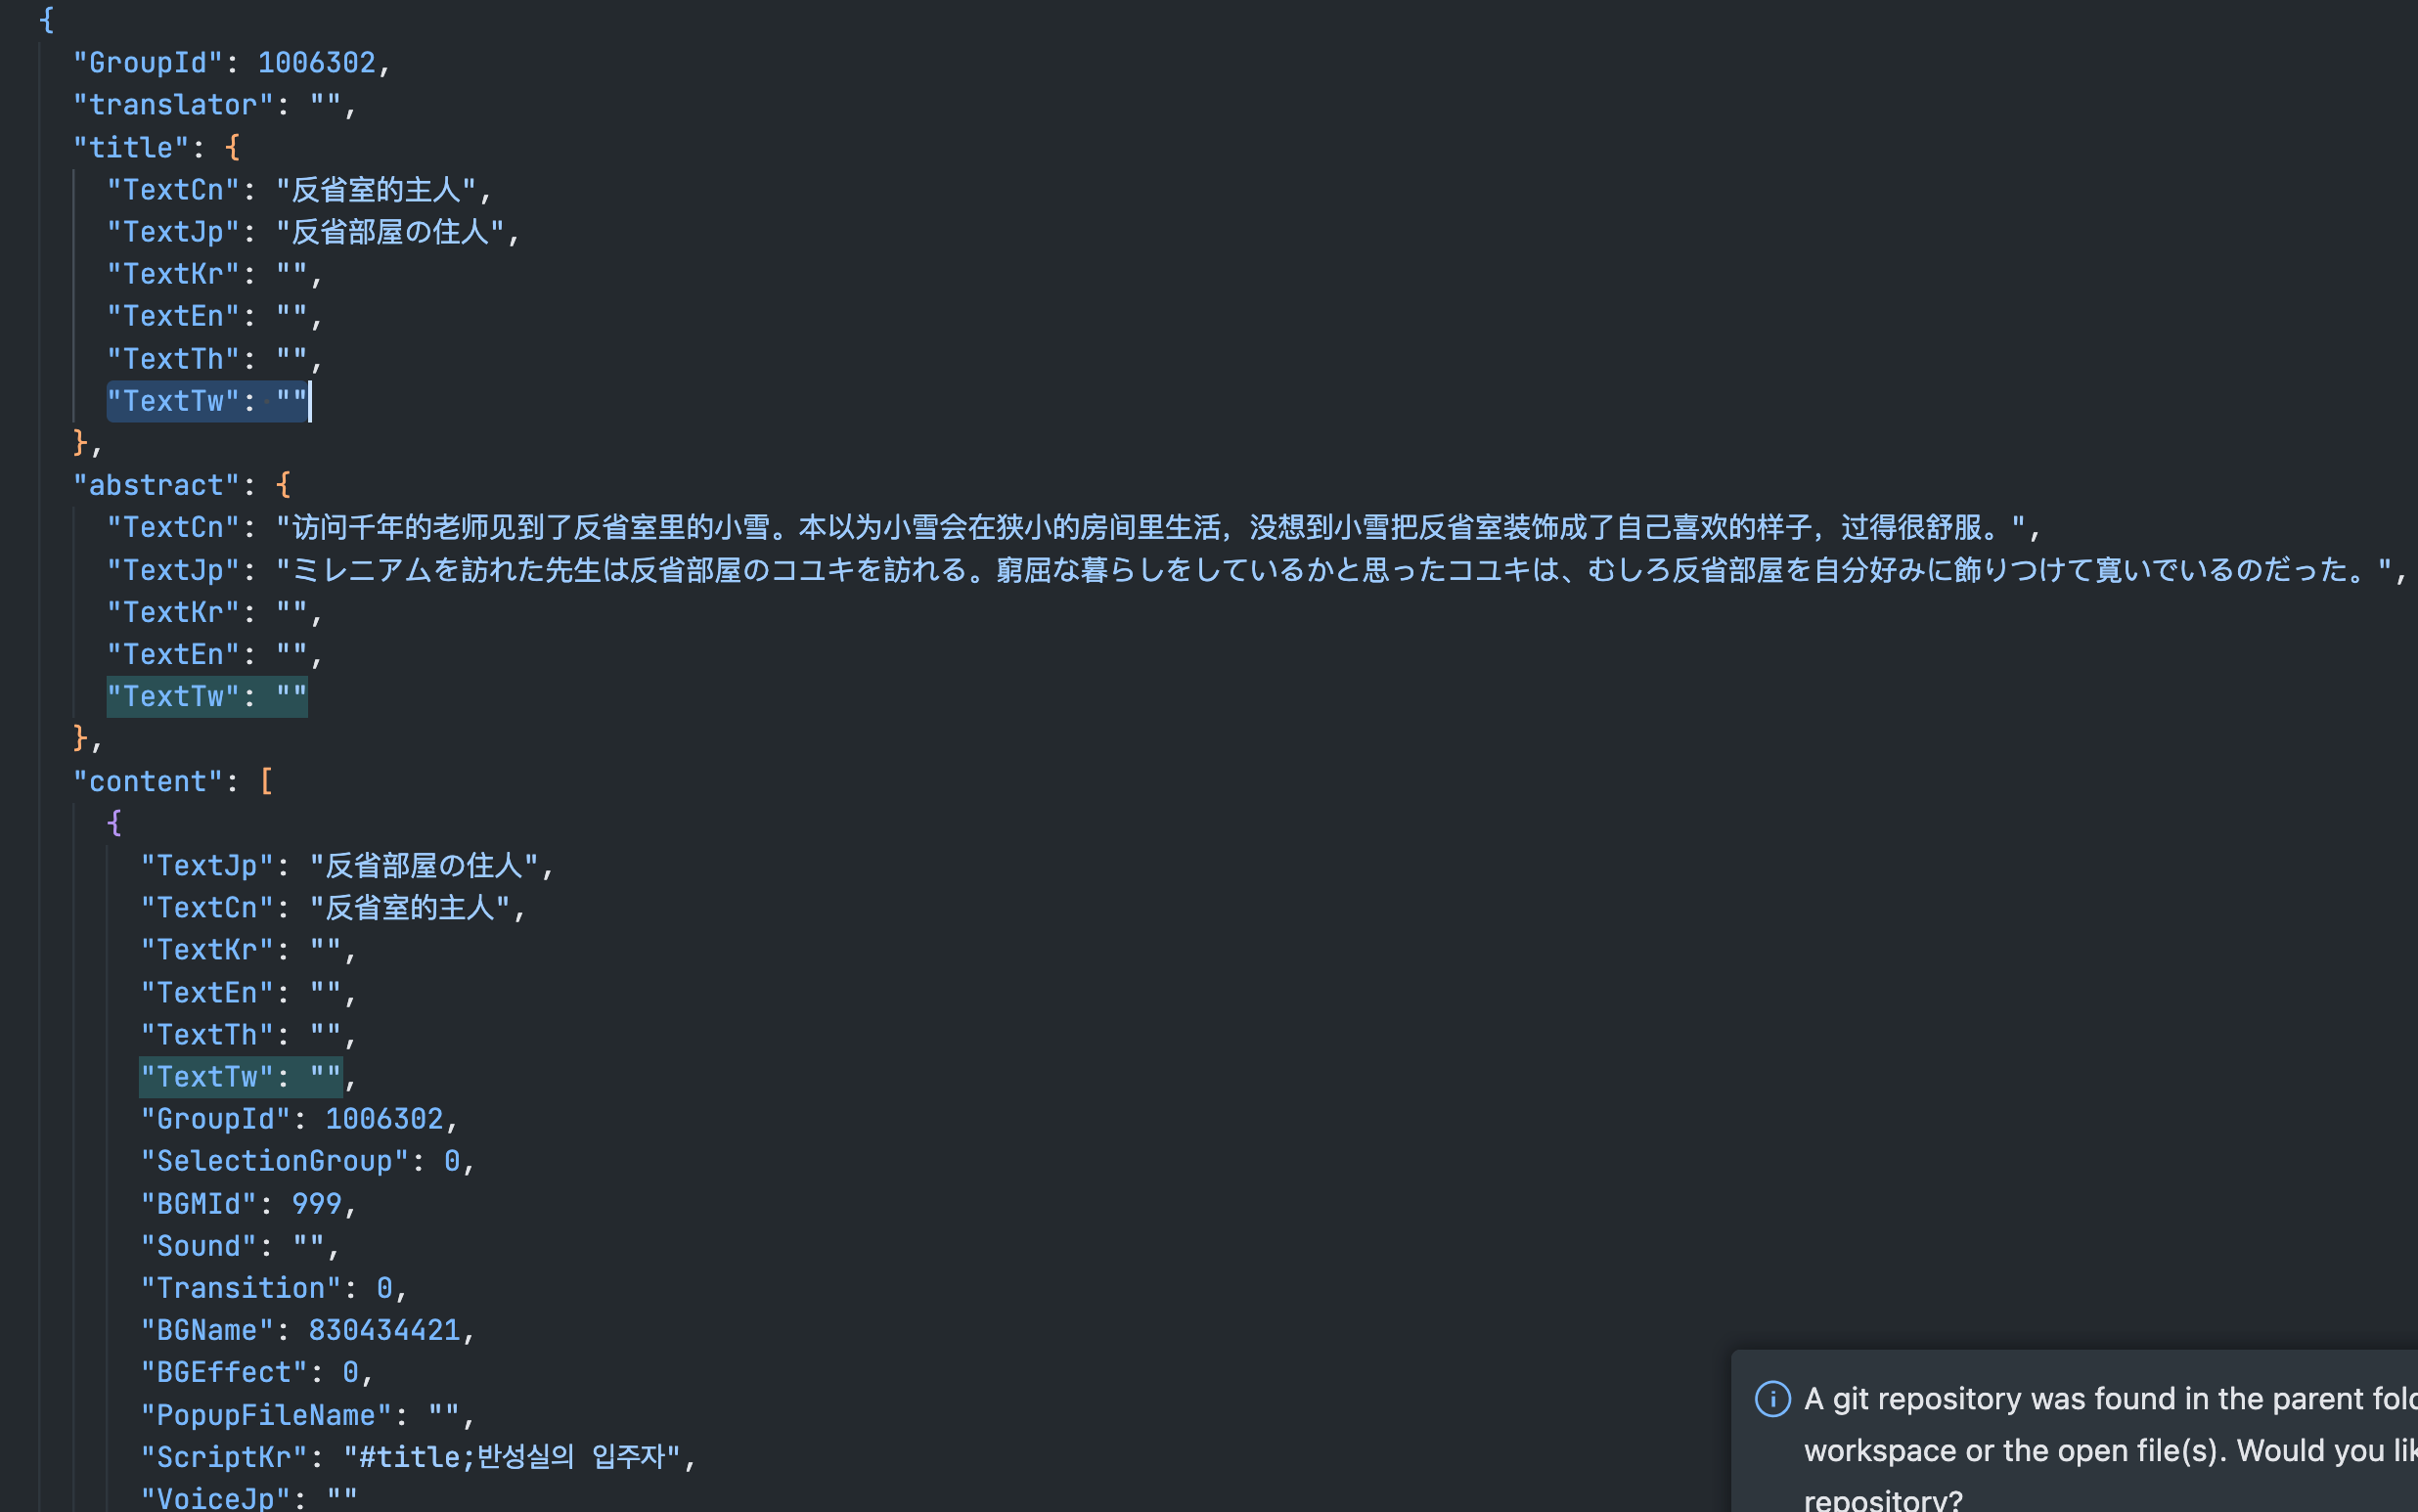 {
"GroupId": 1006302,
"translator": "",
"title": {
"TextCn": "反省室的主人",
"TextJp": "反省部屋の住人",
"TextKr": "",
"TextEn": "",
"TextTh": "",
"TextTw": ""
},
"abstract": {
"TextCn": "访问千年的老师见到了反省室里的小雪。本以为小雪会在狭小的房间里生活，没想到小雪把反省室装饰成了自己喜欢的样子，过得很舒服。",
"TextJp": "ミレニアムを訪れた先生は反省部屋のコユキを訪れる。窮屈な暮らしをしているかと思ったコユキは、むしろ反省部屋を自分好みに飾りつけて寛いでいるのだった。",
"TextKr": "",
"TextEn": "",
"TextTw": ""
},
"content": [
{
"TextJp": "反省部屋の住人",
"TextCn": "反省室的主人",
"TextKr": "",
"TextEn": "",
"TextTh": "",
"TextTw": "",
"GroupId": 1006302,
"SelectionGroup": 0,
"BGMId": 999,
"Sound": "",
"Transition": 0,
"BGName": 830434421,
"BGEffect": 0,
"PopupFileName": "",
"ScriptKr": "#title;반성실의 입주자",
"VoiceJp": ""
A git repository was found in the parent
workspace or the open file(s). Would you
repository?